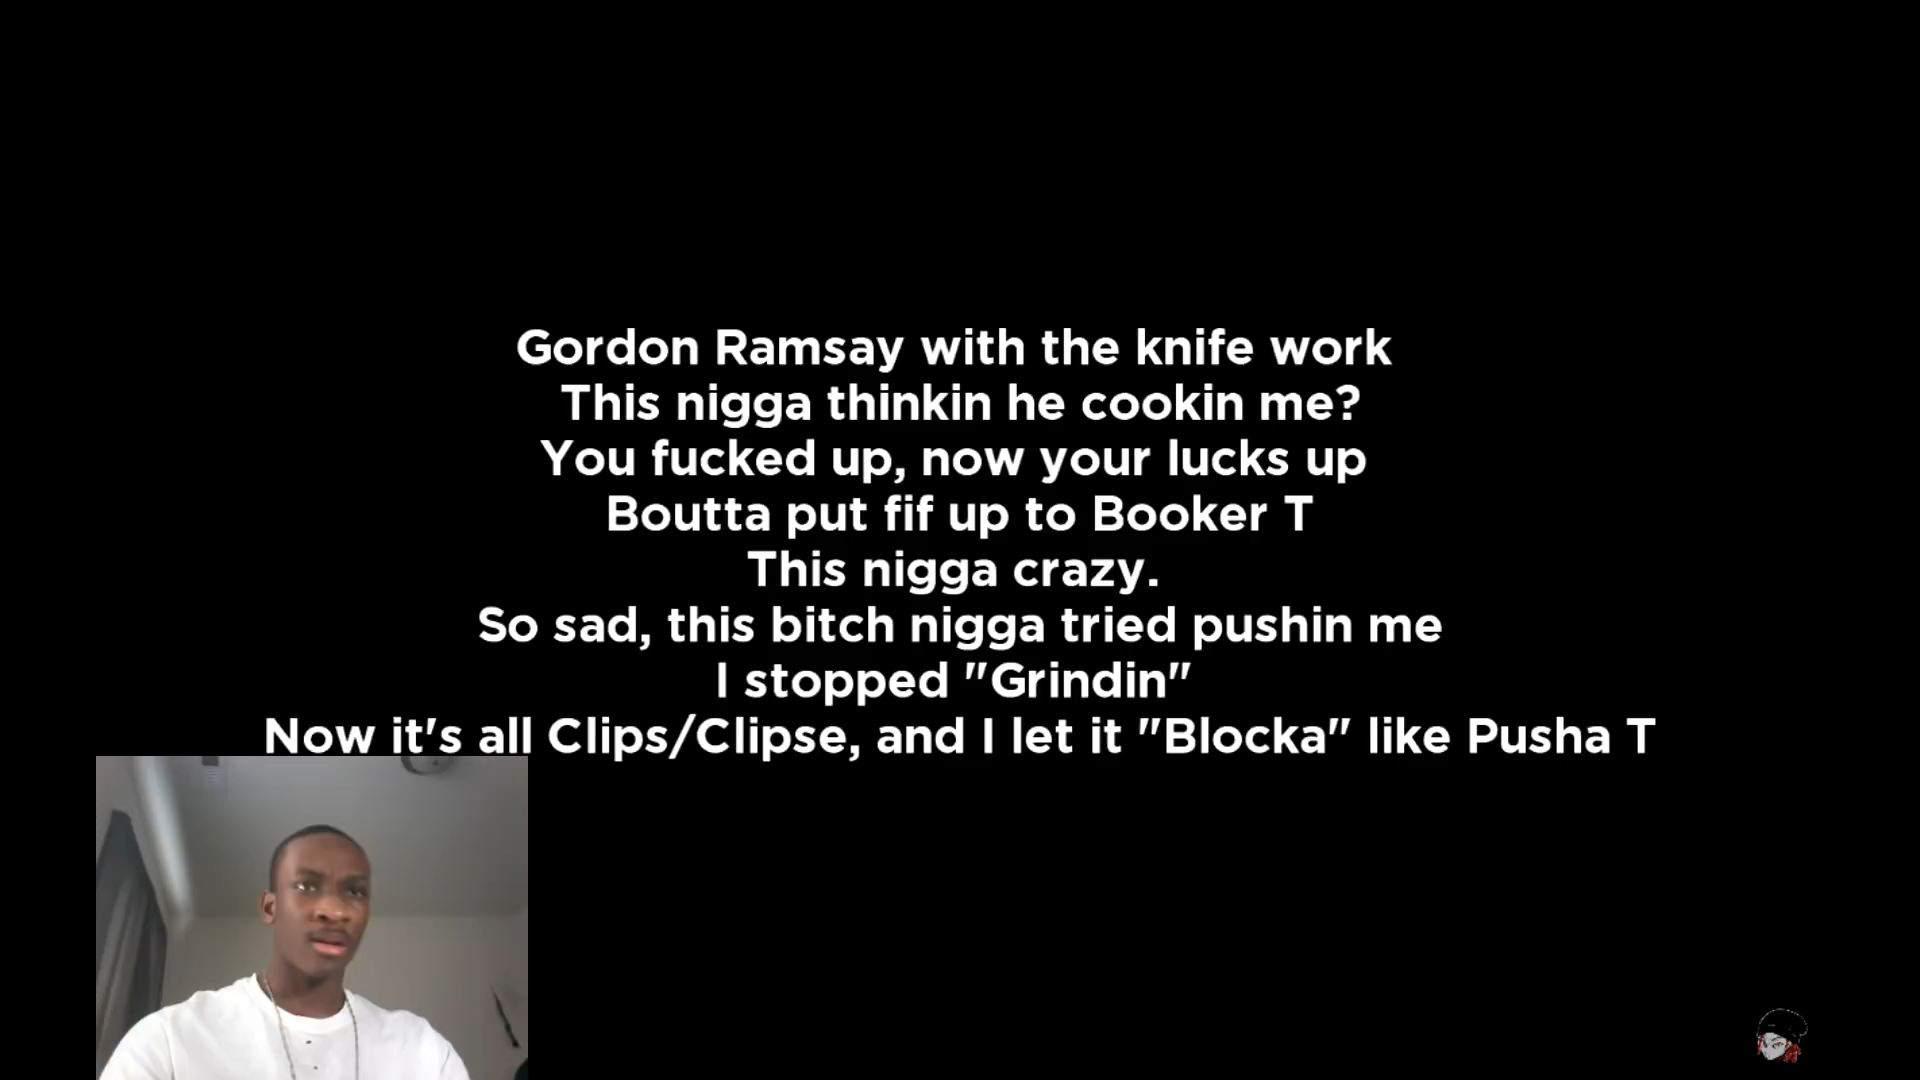 Gordon Ramsay with the knife work
This nigga thinkin he cookin me?
You fucked up, now your lucks up
Boutta put fif up to Booker T
This nigga crazy.
So sad, this bitch nigga tried pushin me
I stopped "Grindin"
Now it's all Clips/Clipse, and I let it "Blocka" like Pusha T